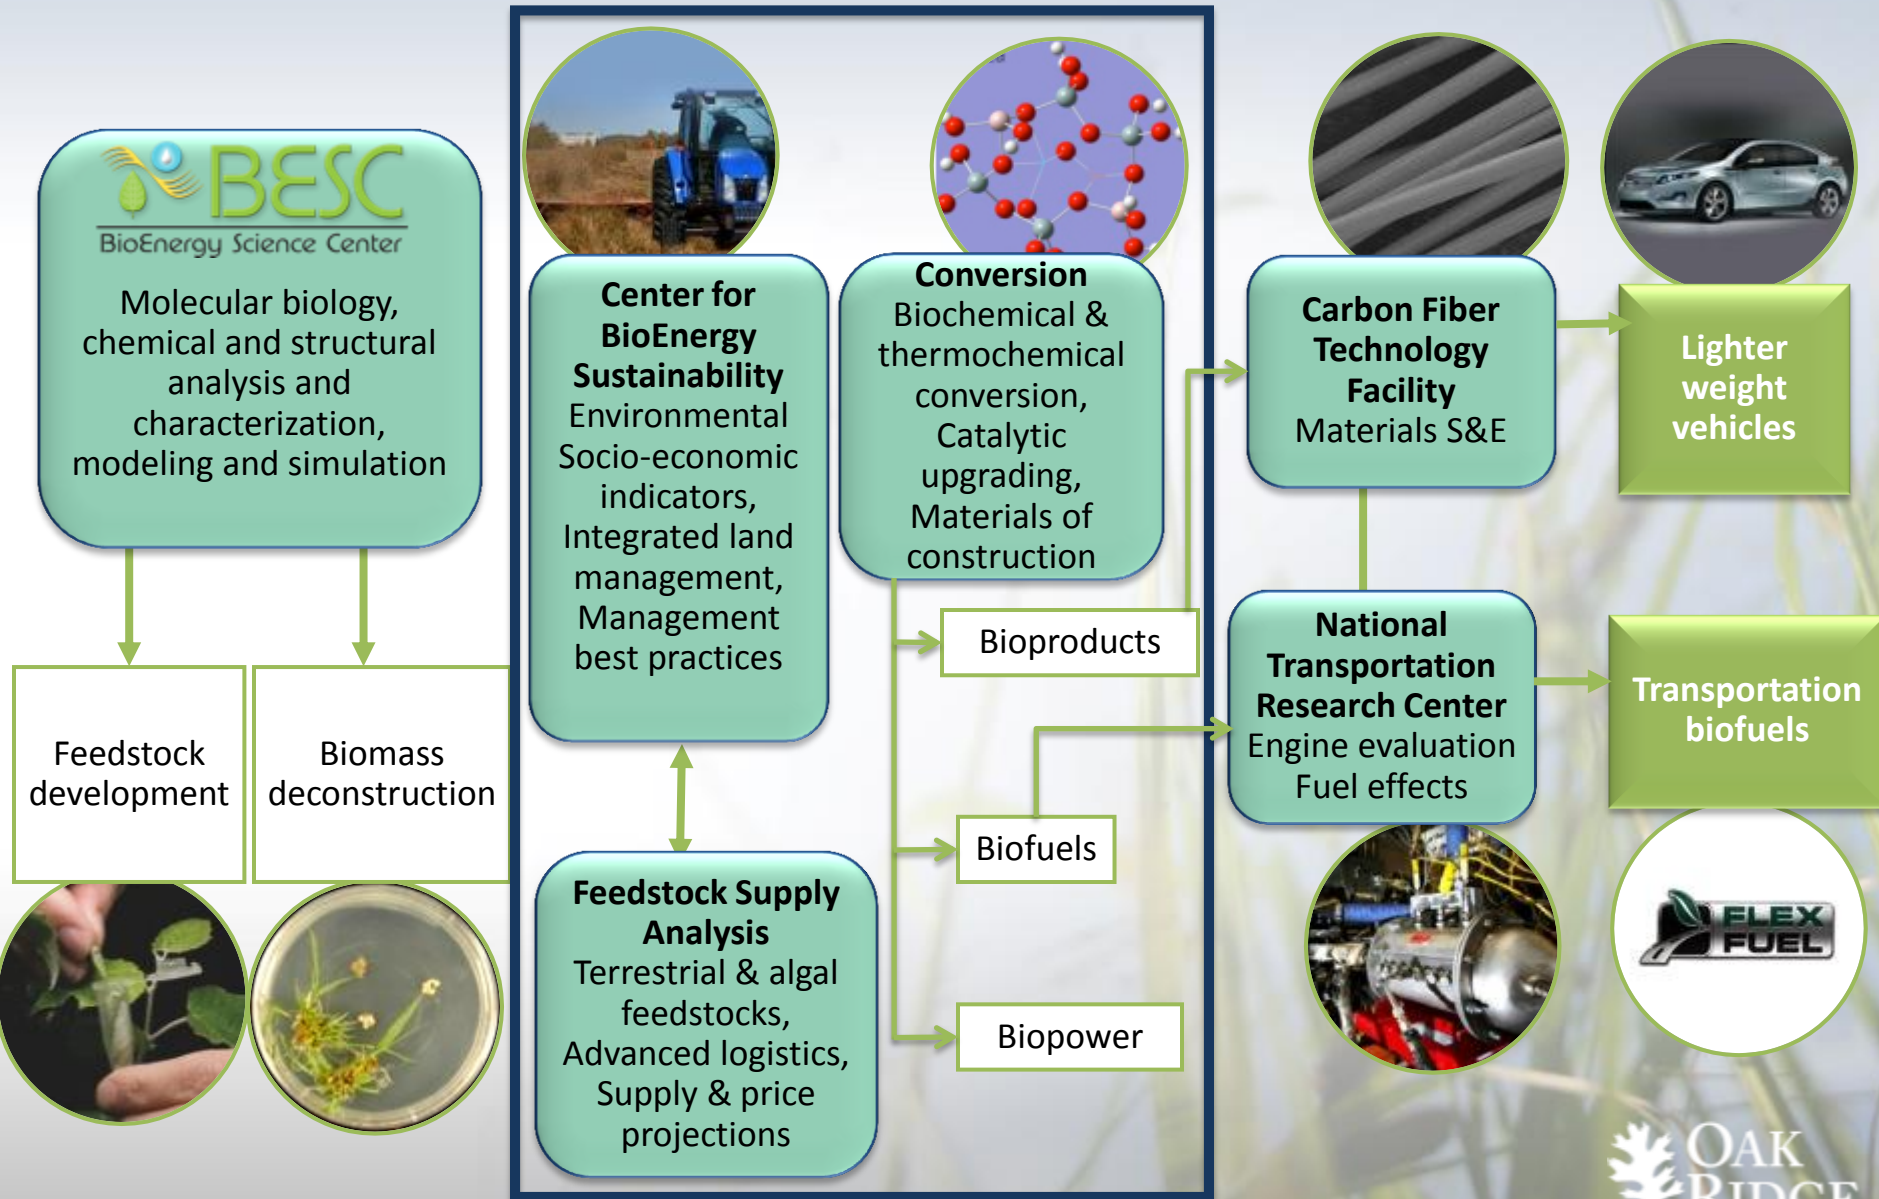 BESC
BioEnergy Science Center
Molecular biology,
chemical and structural
analysis and
characterization,
modeling and simulation
Feedstock
development
Biomass
deconstruction
Center for
BioEnergy
Sustainability
Environmental
Socio-economic
indicators,
Integrated land
management,
Management
best practices
Feedstock Supply
Analysis
Terrestrial & algal
feedstocks,
Advanced logistics,
Supply & price
projections
Conversion
Biochemical &
thermochemical
conversion,
Catalytic
upgrading,
Materials of
construction
Bioproducts
Biofuels
Biopower
Carbon Fiber
Technology
Facility
Materials S&E
National
Transportation
Research Center
Engine evaluation
Fuel effects
Lighter
weight
vehicles
Transportation
biofuels
FLEX
FUEL
OAK
RIDGE